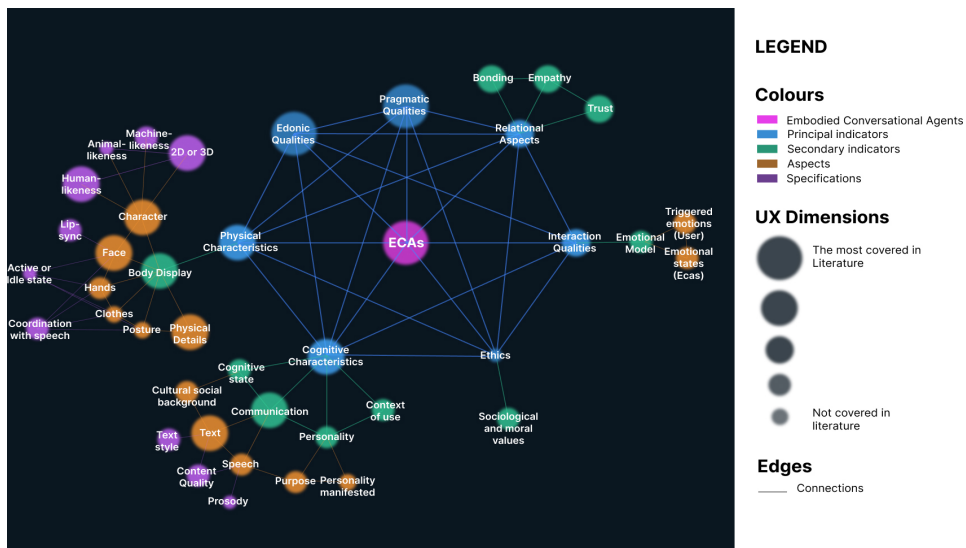 Bonding
Empathy
Trust
Pragmatic
Qualities
Edonic
Qualities
Relational
Aspects
Machine-
likeness
Animal-
likeness
2D or 3D
Human-
likeness
Character
Lip-
sync
Face
Physical
Characteristics
ECAs
Interaction
Qualities
Emotional
Model
Triggered
emotions
(User)
Emotional
states
(Ecas)
Active or
Idle state
Body Display
Hands
Clothes
Coordination
with speech
Posture
Physical
Details
Cognitive
Characteristics
Ethics
Cognitive
state
Cultural social
background
Communication
Context
of use
Sociological
and moral
values
Text
Text
style
Personality
Speech
Content
Quality
Purpose
Personality
manifested
Prosody
LEGEND
Colours
Embodied Conversational Agents
Principal indicators
Secondary indicators
Aspects
Specifications
UX Dimensions
The most covered in
Literature
Not covered in
literature
Edges
Connections